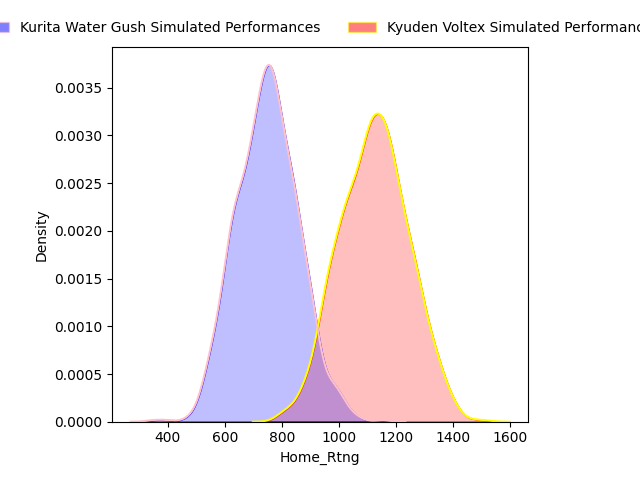 Kurita Water Gush Simulated Performances
Kyuden Voltex Simulated
0.0035
0.0030
0.0025
0.0020
0.0015
0.0010
0.0005
0.0000
Density
400 600 800 1000 1200 1400 1600
Home_Rtng